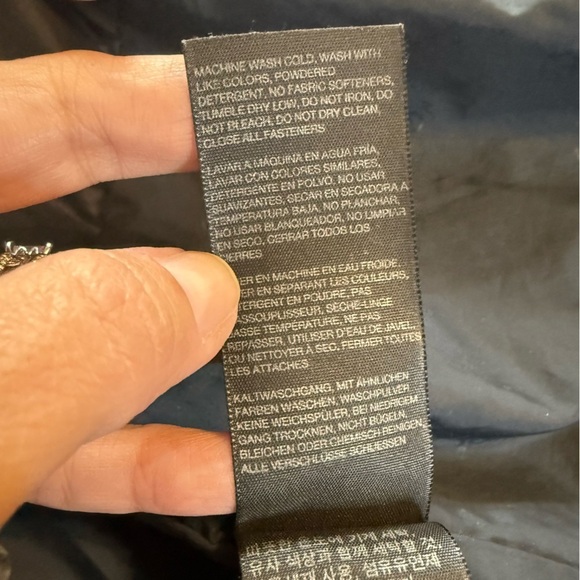 MACHINE WASH COLD, WASH WITH
LIKE COLORS, POWDERED
DETERGENT, NO FABRIC SOFTENERS,
TUMBLE DRY LOW, DO NOT IRON, DO
NOT BLEACH, DO NOT DRY CLEAN,
CLOSE ALL FASTENERS
LAVAR A MÁQUINA EN AGUA FRÍA,
LAVAR CON COLORES SIMILARES,
DETERGENTE EN POLVO, NO USAR
SUAVIZANTES, SECAR EN SECADORA A
TEMPERATURA BAJA, NO PLANCHAR,
NO USAR BLANQUEADOR, NO LIMPIAR
EN SECO, CERRAR TODOS LOS
CIERRES
EN MACHINE EN EAU FROIDE,
EN SÉPARANT LES COULEURS,
EN POUDRE, PAS
ASSOUPLISSEUR, SÈCHE-LINGE
TEMPÉRATURE, NE PAS
REPASSER, UTILISER D'EAU DE JAVEL
OU NETTOYER À SEC, FERMER TOUTES
LES ATTACHES
KALTWASCHGANG, MIT ÄHNLICHEN
FARBEN WASCHEN, WASCHPULVER
KEINE WEICHSPÜLER, BEI NIEDRIGEM
GANG TROCKNEN, NICHT BÜGELN,
BLEICHEN ODER CHEMISCH REINIGEN,
ALLE VERSCHLÜSSE SCHLIESSEN